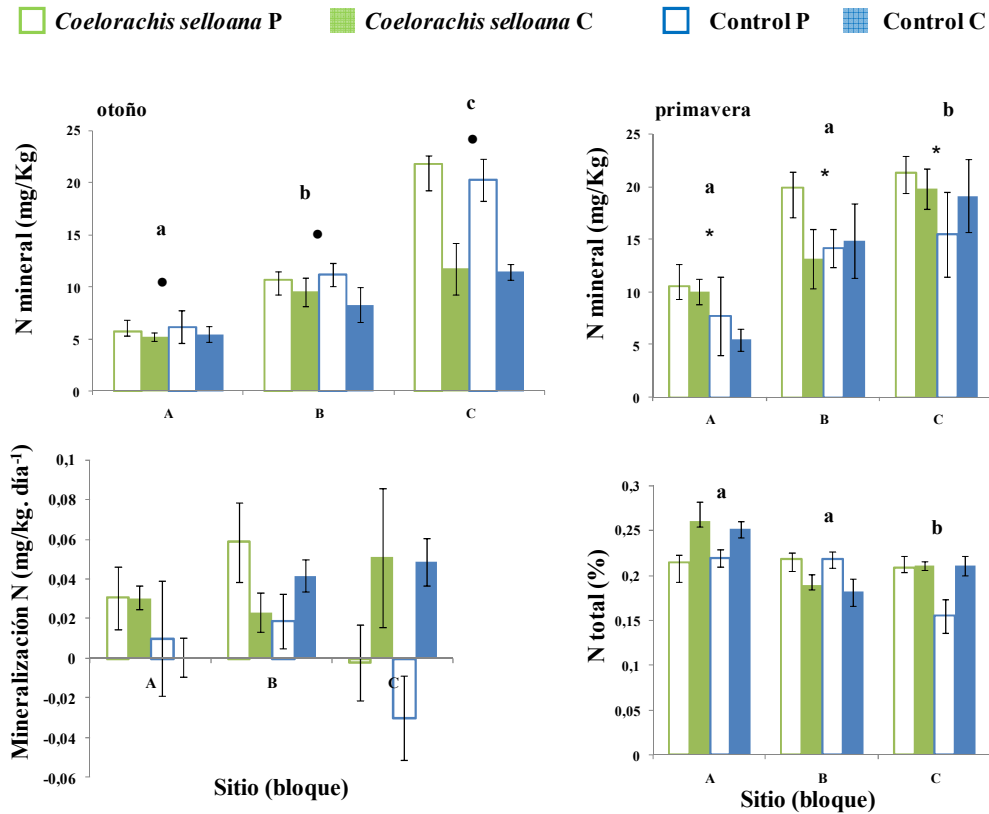 Coelorachis selloana P Coelorachis selloana C Control P Control C
otoño
c
b
a
N mineral (mg/Kg)
25
20
15
10
5
0
A B C
primavera
a
b
a
*
*
*
N mineral (mg/Kg)
25
20
15
10
5
0
A B C
Mineralización N (mg/kg. día-1)
0,1
0,08
0,06
0,04
0,02
0
-0,02
-0,04
-0,06
A B C
Sitio (bloque)
N total (%)
0,3
0,25
0,2
0,15
0,1
0,05
0
a
a
b
A B C
Sitio (bloque)